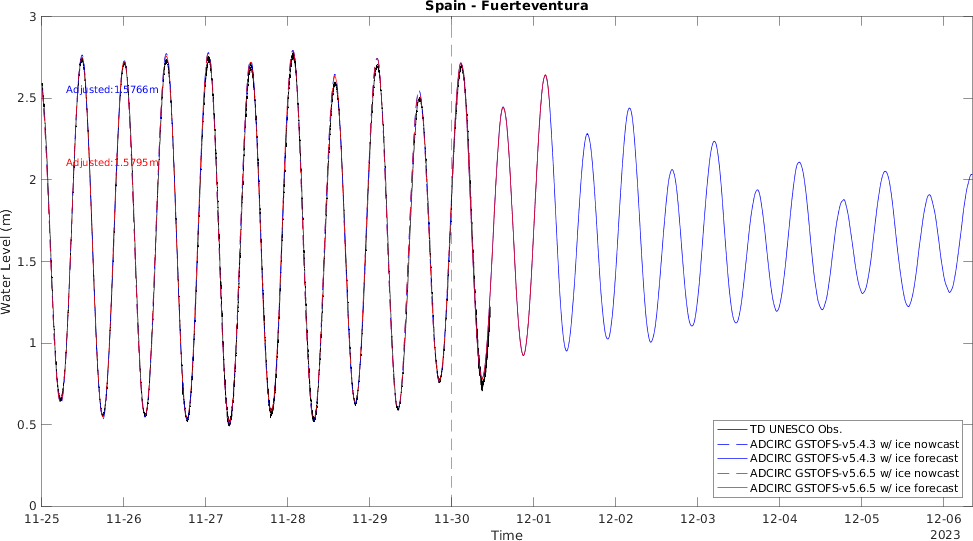 Spain - Fuerteventura
3
2.5
2
1.5
1
0.5
0
Water Level (m)
Adjusted:1.5766m
Adjusted:1.5795m
TD UNESCO Obs.
ADCIRC GSTOFS-v5.4.3 w/ ice nowcast
ADCIRC GSTOFS-v5.4.3 w/ ice forecast
ADCIRC GSTOFS-v5.6.5 w/ ice nowcast
ADCIRC GSTOFS-v5.6.5 w/ ice forecast
11-25 11-26 11-27 11-28 11-29 11-30 12-01 12-02 12-03 12-04 12-05 12-06
Time
2023